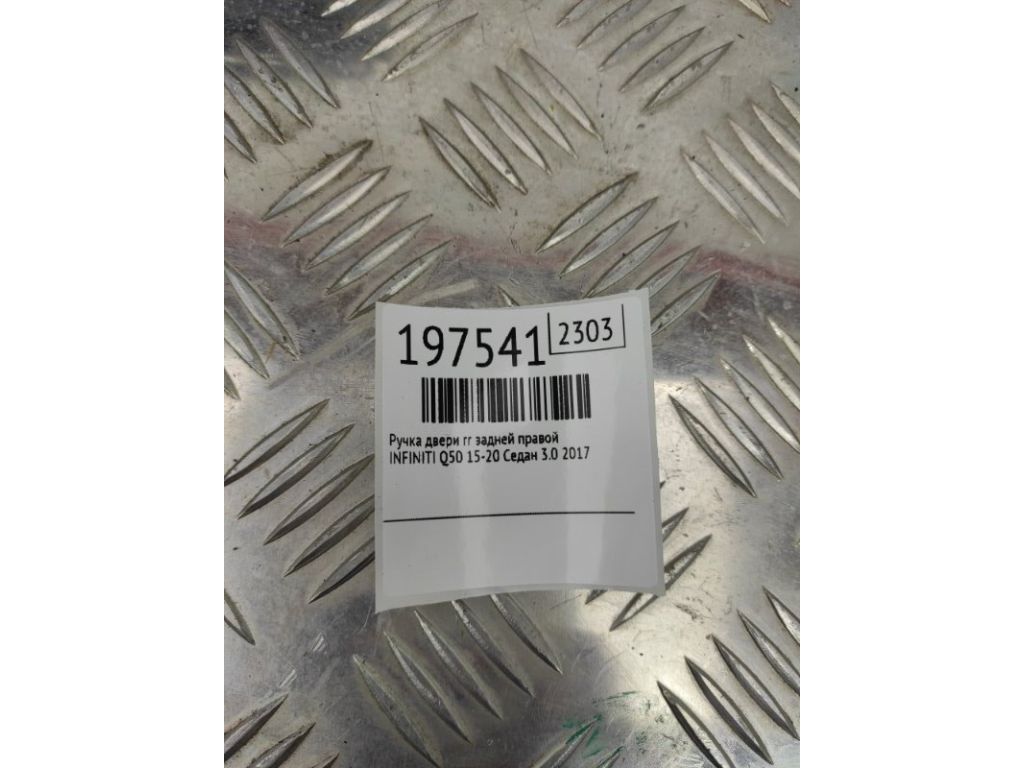 197541 2303
Ручка двери rr задней правой
INFINITI Q50 15-20 Седан 3.0 2017